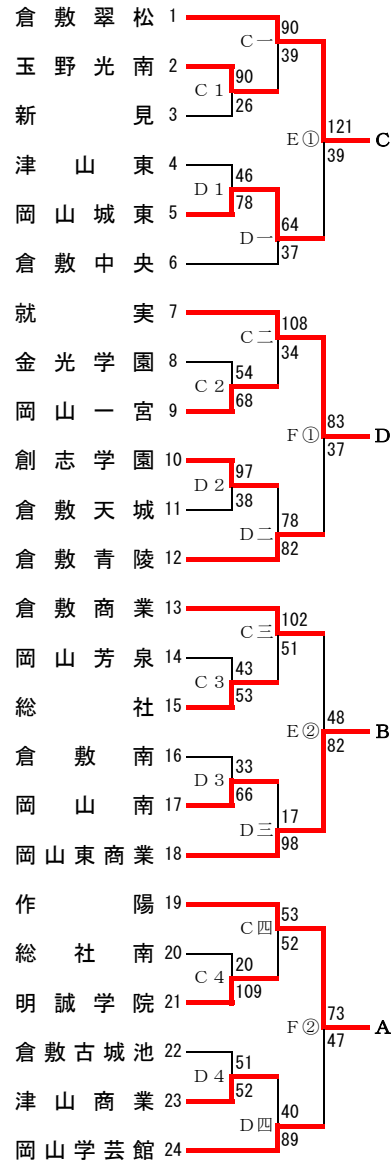 倉敷翠松 1
玉野光南 2
新見 3
津山東 4
岡山城東 5
倉敷中央 6
C一 90 39
C1 90 26
D1 46 78
D一 64 37
E① 121 39 C
就実 7
金光学園 8
岡山一宮 9
創志学園 10
倉敷天城 11
倉敷青陵 12
C二 108 34
C2 54 68
D2 97 38
D二 78 82
F① 83 37 D
倉敷商業 13
岡山芳泉 14
総社 15
倉敷南 16
岡山南 17
岡山東商業 18
C三 102 51
C3 43 53
D3 33 66
D三 17 98
E② 48 82 B
作陽 19
総社南 20
明誠学院 21
倉敷古城池 22
津山商業 23
岡山学芸館 24
C四 53 52
C4 20 109
D4 51 52
D四 40 89
F② 73 47 A